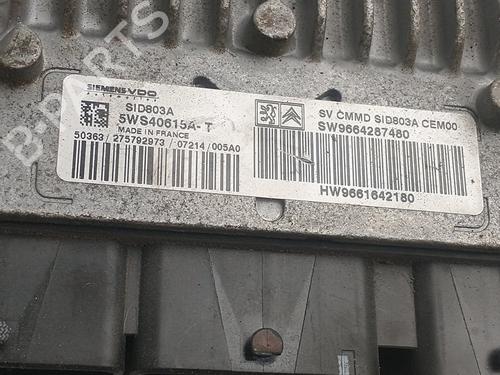 SIEMENS VDO
SID803A
5WS40615A-T
MADE IN FRANCE
50363/ 275792973 / 07214 / 005A0
SV CMMD SID803A CEM00
SW9664287480
HW9661642180
B-PARTS